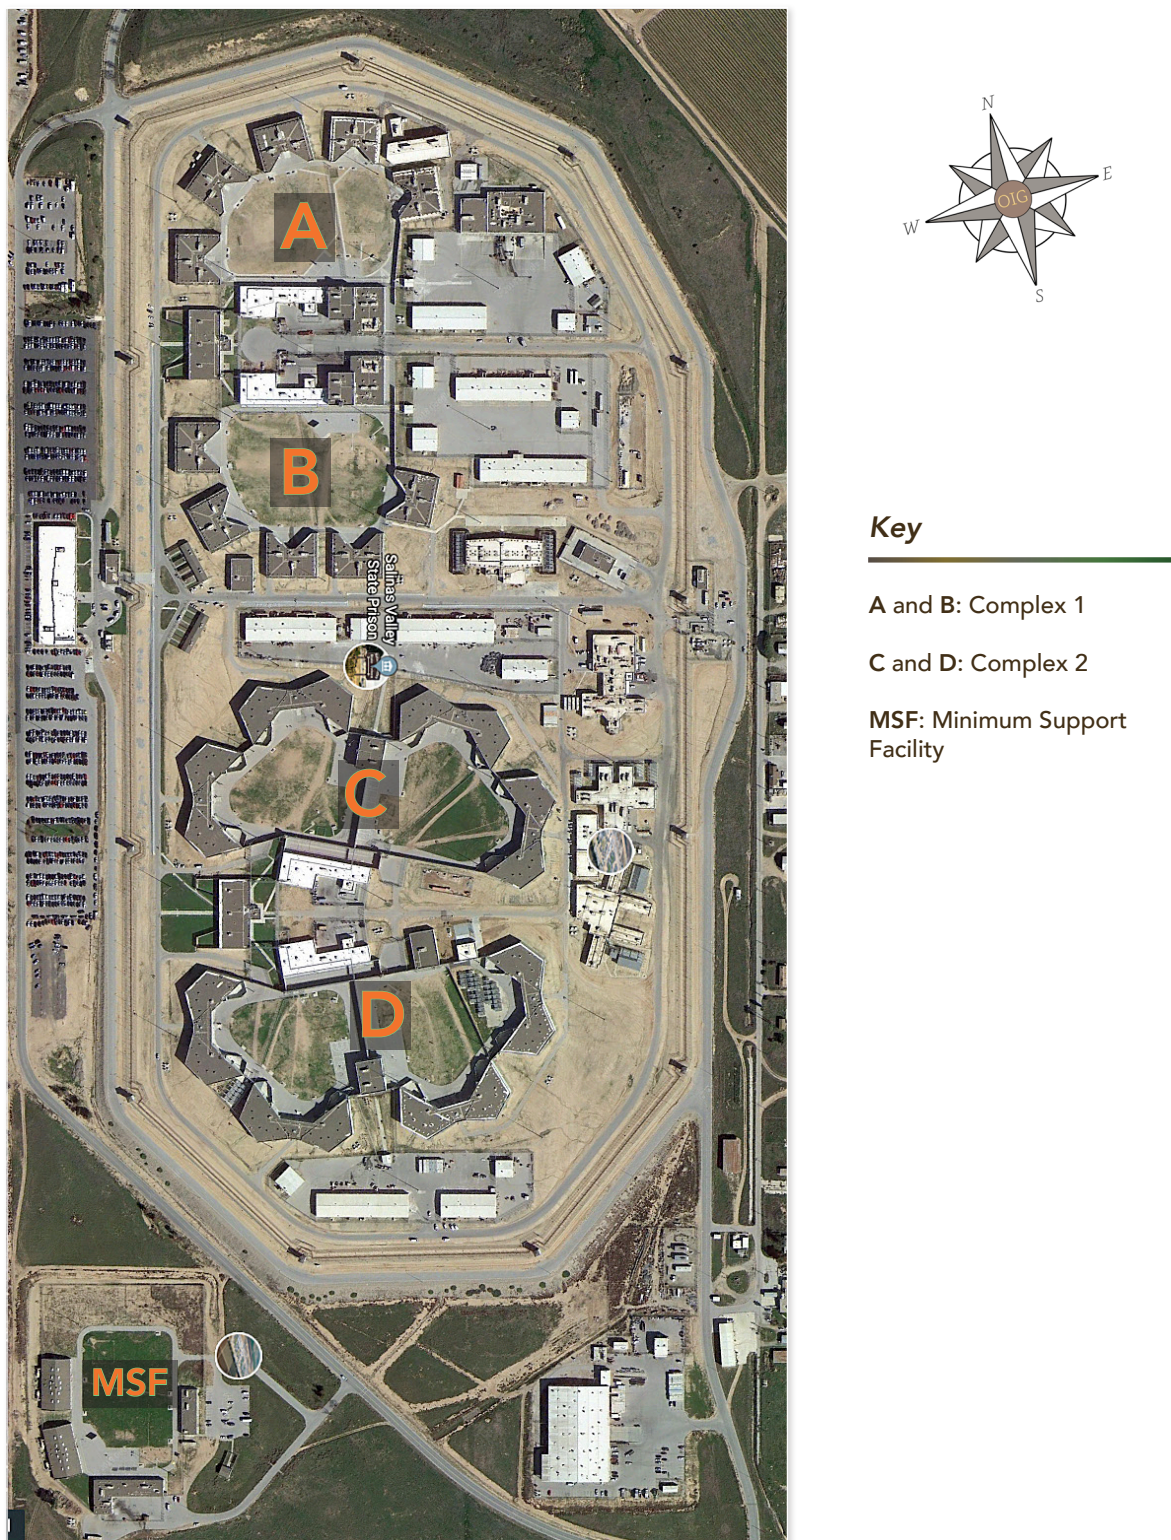 A
B
Salinas Valley
State Prison
C
D
MSF
N
E
OIG
W
S
Key
A and B: Complex 1
C and D: Complex 2
MSF: Minimum Support
Facility